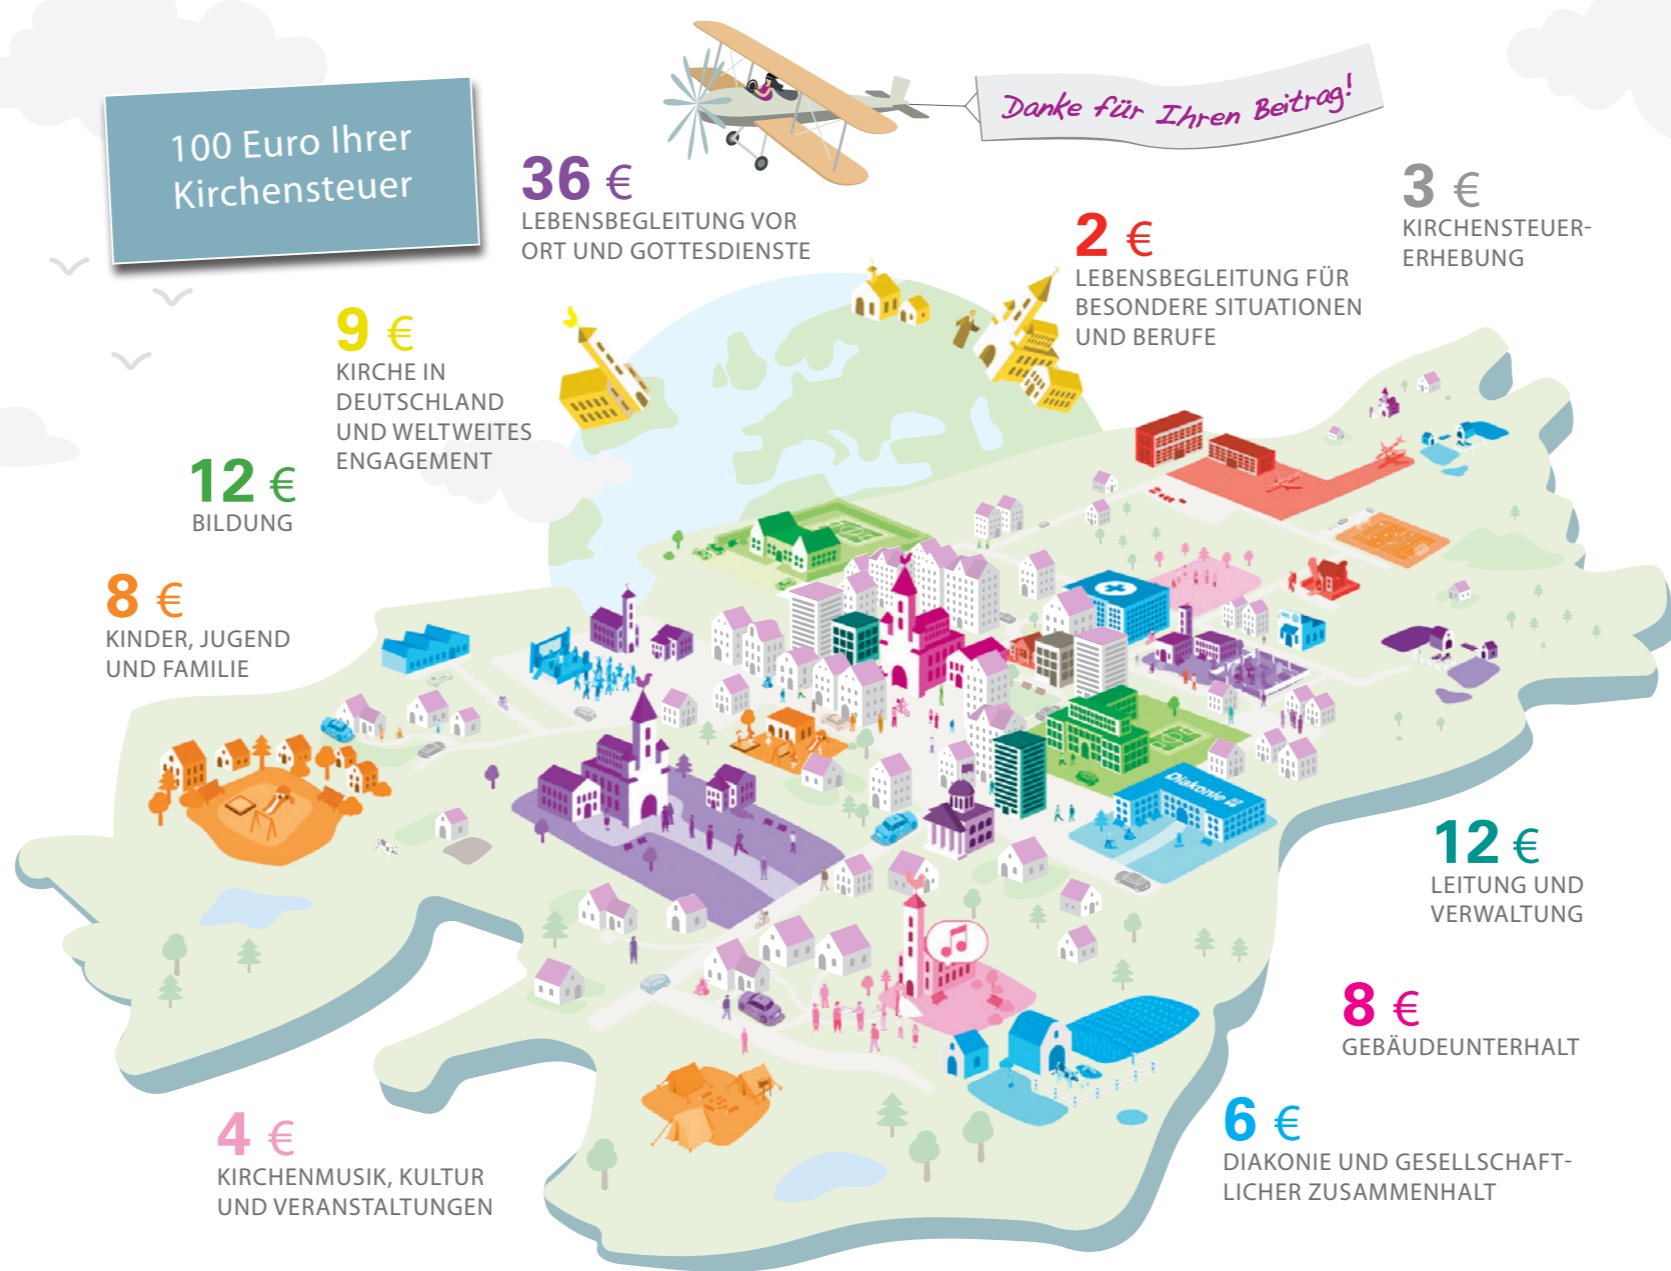 100 Euro Ihrer
Kirchensteuer
Danke für Ihren Beitrag!
36 €
LEBENSBEGLEITUNG VOR
ORT UND GOTTESDIENSTE
3 €
KIRCHENSTEUER-
ERHEBUNG
2 €
LEBENSBEGLEITUNG FÜR
BESONDERE SITUATIONEN
UND BERUFE
9 €
KIRCHE IN
DEUTSCHLAND
UND WELTWEITES
ENGAGEMENT
12 €
BILDUNG
8 €
KINDER, JUGEND
UND FAMILIE
Diakonie
12 €
LEITUNG UND
VERWALTUNG
8 €
GEBÄUDEUNTERHALT
6 €
DIAKONIE UND GESELLSCHAFT-
LICHER ZUSAMMENHALT
4 €
KIRCHENMUSIK, KULTUR
UND VERANSTALTUNGEN